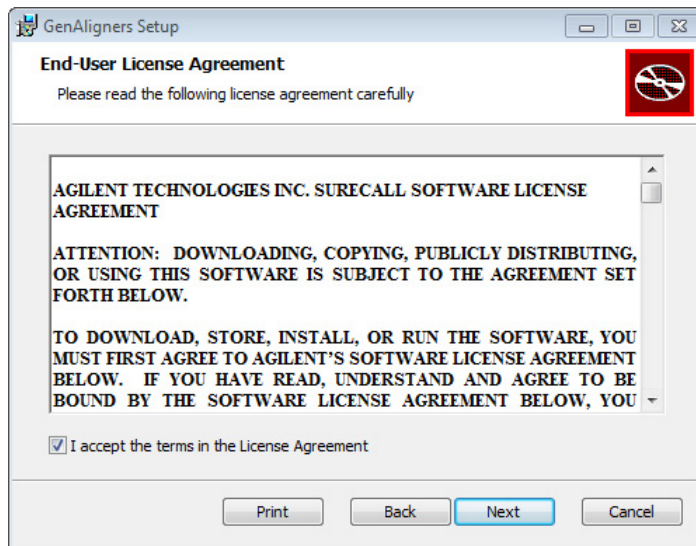 GenAligners Setup
End-User License Agreement
Please read the following license agreement carefully
AGILENT TECHNOLOGIES INC. SURECALL SOFTWARE LICENSE
AGREEMENT
ATTENTION: DOWNLOADING, COPYING, PUBLICLY DISTRIBUTING,
OR USING THIS SOFTWARE IS SUBJECT TO THE AGREEMENT SET
FORTH BELOW.
TO DOWNLOAD, STORE, INSTALL, OR RUN THE SOFTWARE, YOU
MUST FIRST AGREE TO AGILENT'S SOFTWARE LICENSE AGREEMENT
BELOW. IF YOU HAVE READ, UNDERSTAND AND AGREE TO BE
BOUND BY THE SOFTWARE LICENSE AGREEMENT BELOW, YOU
I accept the terms in the License Agreement
Print Back Next Cancel